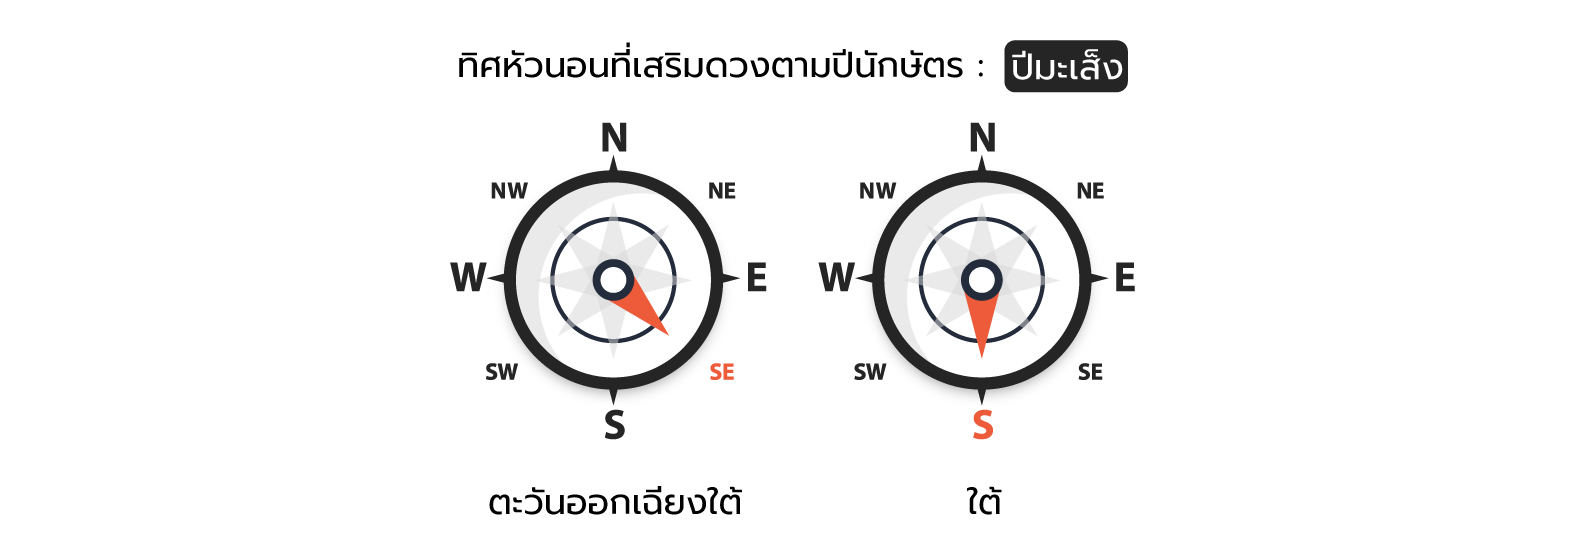 ทิศหัวนอนที่เสริมดวงตามปีนักษัตร : ปีมะเส็ง
N N
NW NE NW NE
W E W E
SW SE SW SE
S S
ตะวันออกเฉียงใต้ ใต้